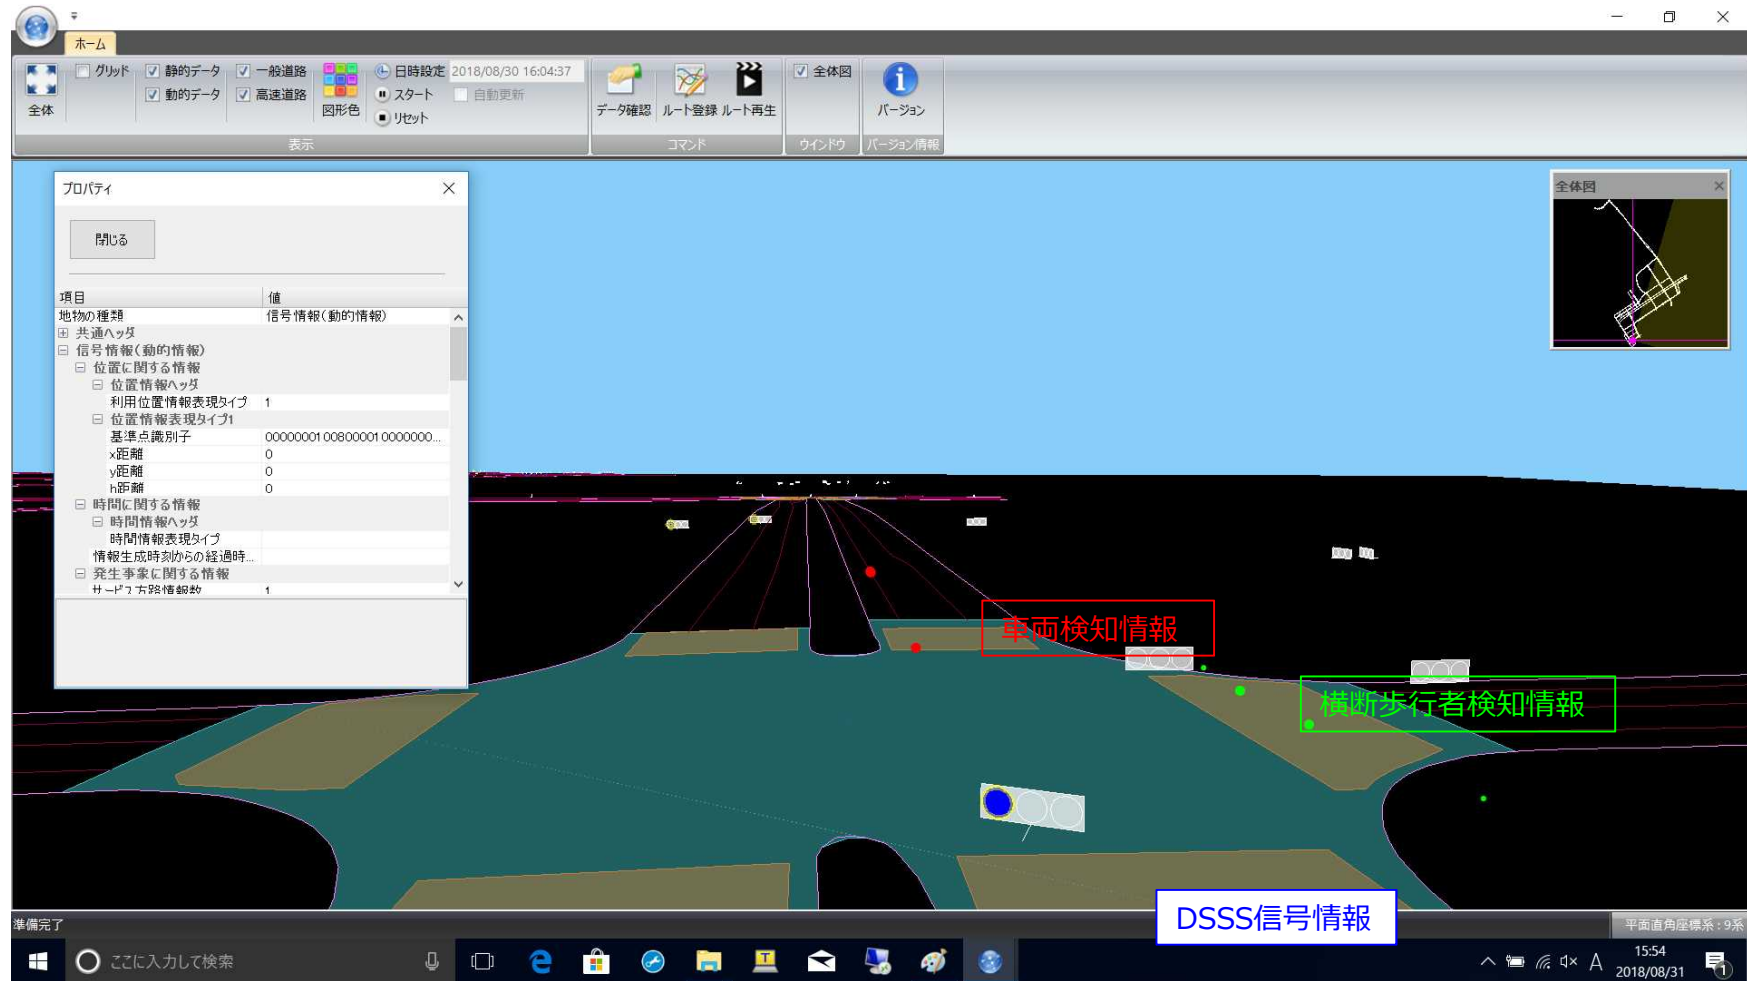 ホーム
全体
グリッド
静的データ
動的データ
一般道路
高速道路
図形色
日時設定 2018/08/30 16:04:37
スタート
自動更新
リセット
表示
データ確認
ルート登録
ルート再生
コマンド
全体図
ウインドウ
バージョン
バージョン情報
プロパティ
閉じる
項目 値
地物の種類 信号情報(動的情報)
共通ヘッダ
信号情報(動的情報)
位置に関する情報
位置情報ヘッダ
利用位置情報表現タイプ 1
位置情報表現タイプ1
基準点識別子 00000001008000010000000...
x距離 0
y距離 0
h距離 0
時間に関する情報
時間情報ヘッダ
時間情報表現タイプ
情報生成時刻からの経過時...
発生事象に関する情報
サービス方路情報数 1
全体図
車両検知情報
横断歩行者検知情報
DSSS信号情報
準備完了
平面直角座標系:9系
ここに入力して検索
A
15:54
2018/08/31
1